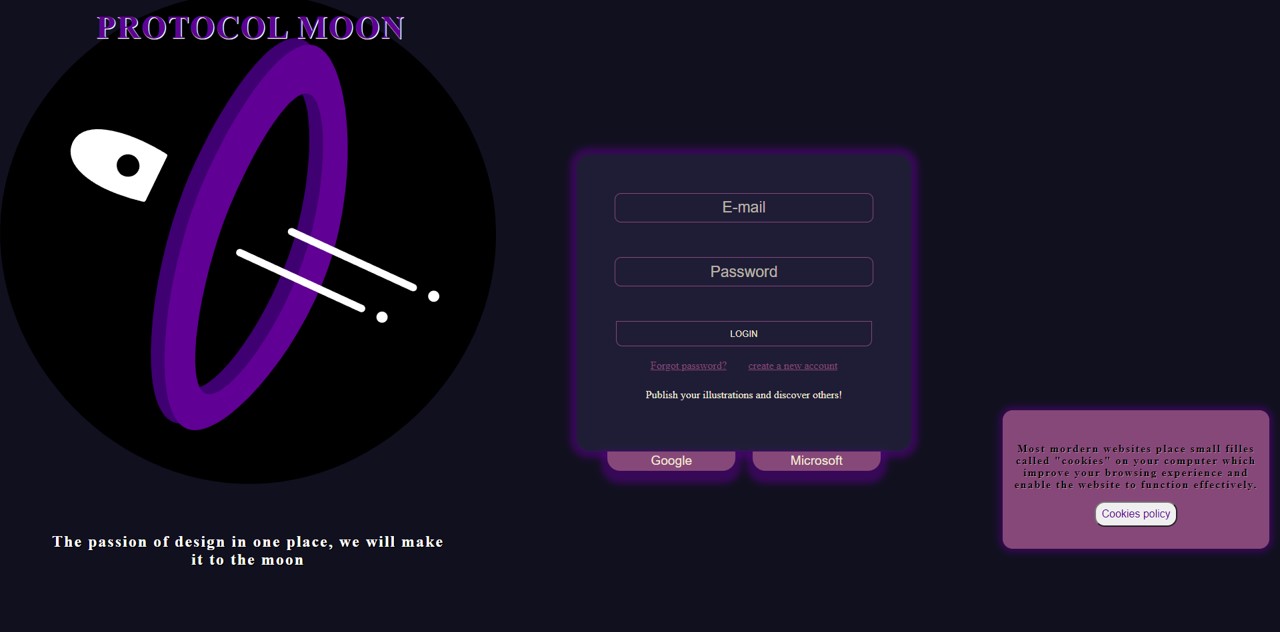 PROTOCOL MOON
E-mail
Password
LOGIN
Forgot password? create a new account
Publish your illustrations and discover others!
Google Microsoft
Most mordern websites place small filles
called "cookies" on your computer which
improve your browsing experience and
enable the website to function effectively.
Cookies policy
The passion of design in one place, we will make
it to the moon